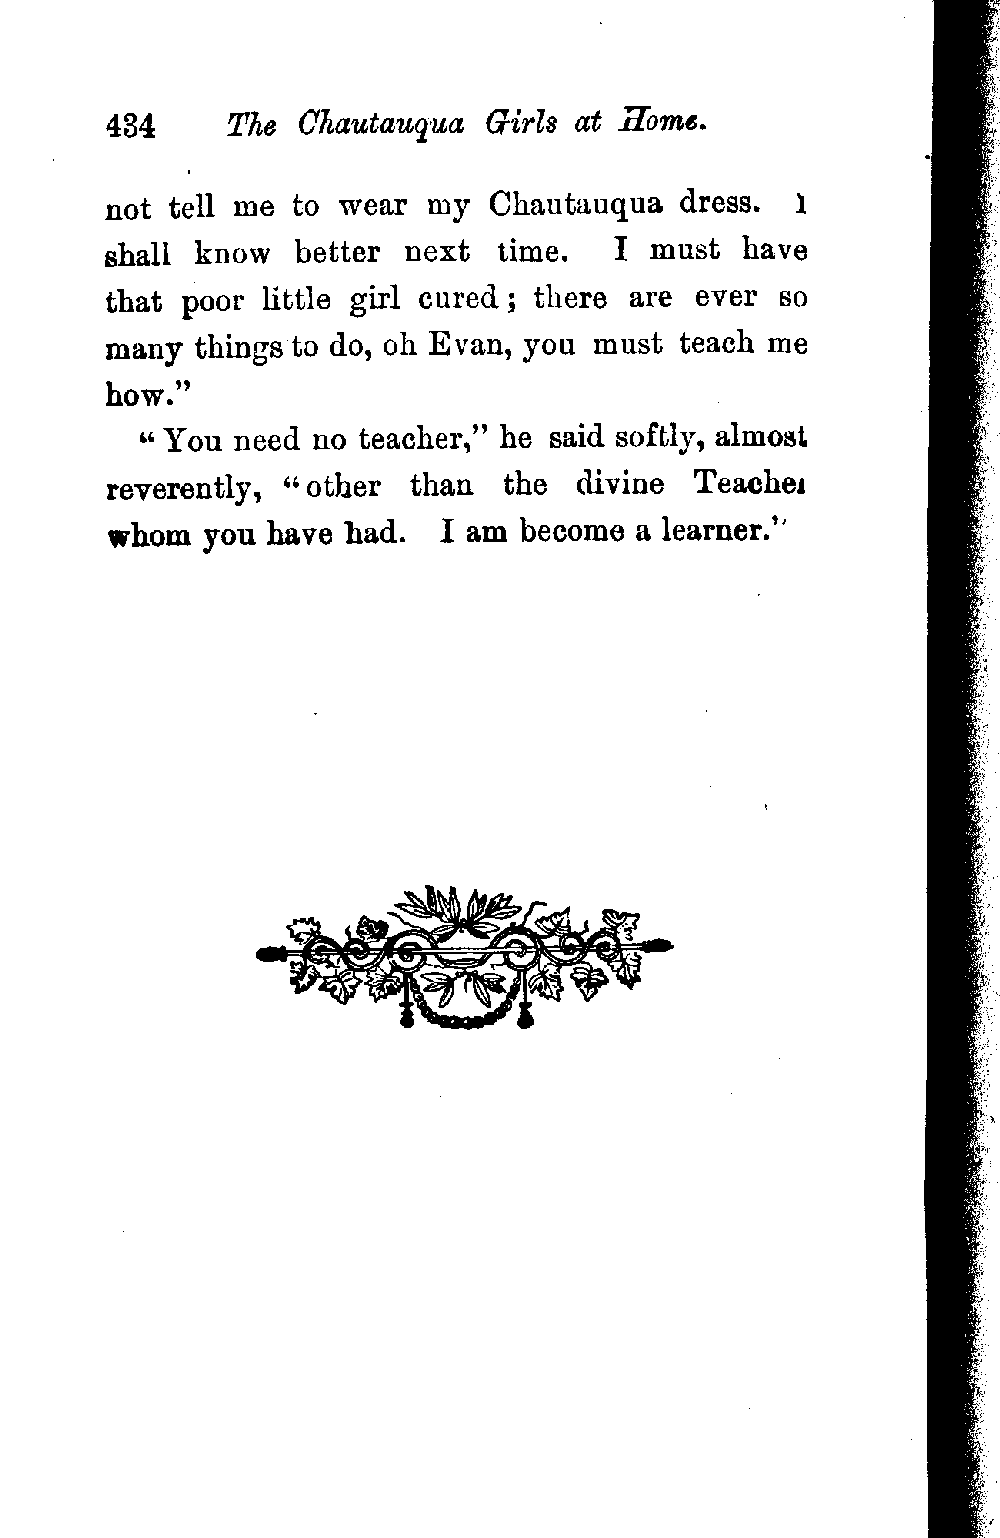 434 The Chautauqua Girls at Home.
not tell me to wear my Chautauqua dress. I
shall know better next time. I must have
that poor little girl cured; there are ever so
many things to do, oh Evan, you must teach me
how."
"You need no teacher," he said softly, almost
reverently, "other than the divine Teacher
whom you have had. I am become a learner."